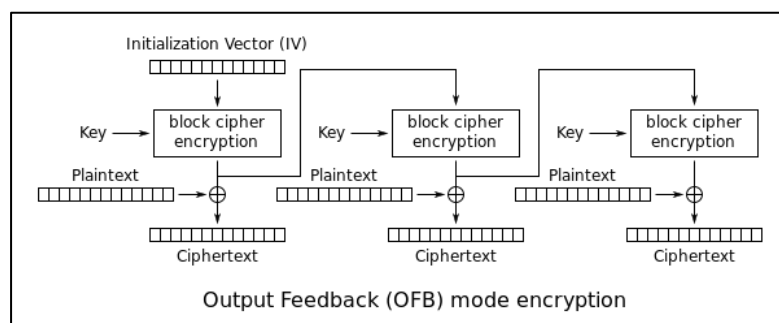 Initialization Vector (IV)
Key
block cipher
encryption
Plaintext
Ciphertext
Key
block cipher
encryption
Plaintext
Ciphertext
Key
block cipher
encryption
Plaintext
Ciphertext
Output Feedback (OFB) mode encryption